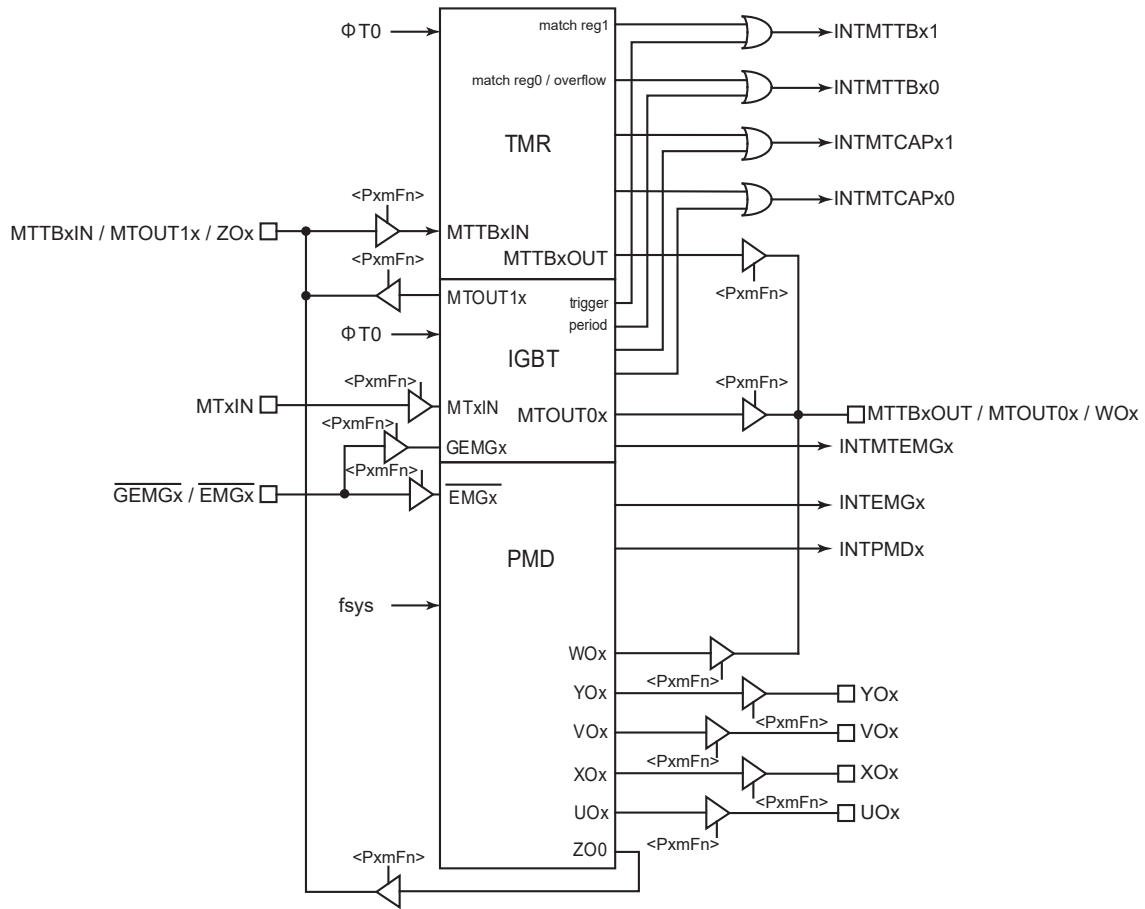 ΦT0
match reg1
INTMTTBx1
match reg0 / overflow
INTMTTBx0
TMR
INTMTCAPx1
<PxmFn>
INTMTCAPx0
MTTBxIN / MTOUT1x / ZOx
MTTBxIN
MTTBxOUT
<PxmFn>
<PxmFn>
MTOUT1x
trigger
ΦT0
period
IGBT
<PxmFn>
<PxmFn>
MTxIN
MTxIN
MTOUT0x
MTTBxOUT / MTOUT0x / WOx
<PxmFn>
GEMGx
INTMTEMGx
<PxmFn>
GEMGx / EMGx
EMGx
INTEMGx
PMD
INTPMDx
fsys
WOx
<PxmFn>
YOx
YOx
<PxmFn>
VOx
VOx
<PxmFn>
XOx
XOx
<PxmFn>
UOx
UOx
<PxmFn>
ZO0
<PxmFn>